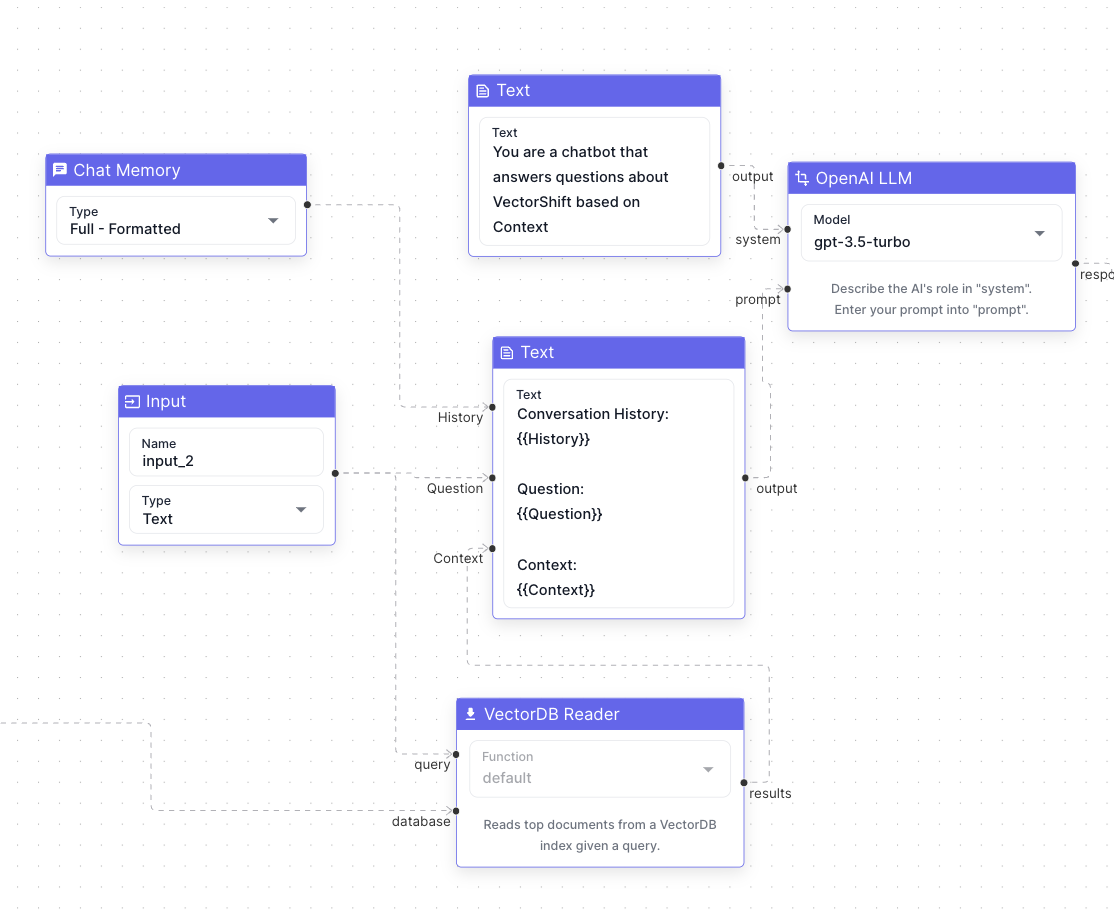 Text
Text
You are a chatbot that
answers questions about
VectorShift based on
Context
output
Chat Memory
Type
Full - Formatted
OpenAI LLM
Model
gpt-3.5-turbo
Describe the AI's role in "system".
Enter your prompt into "prompt".
system
prompt
Text
Text
Conversation History:
{{History}}
Question:
{{Question}}
Context:
{{Context}}
History
Question
Context
output
Input
Name
input_2
Type
Text
VectorDB Reader
Function
default
Reads top documents from a VectorDB
index given a query.
query
database
results